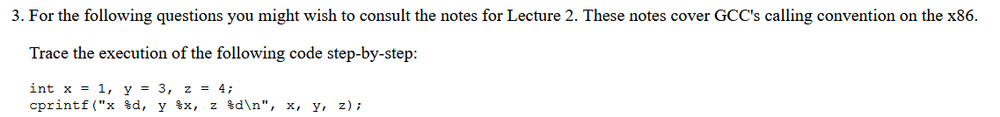 3. For the following questions you might wish to consult the notes for Lecture 2. These notes cover GCC's calling convention on the x86.
Trace the execution of the following code step-by-step:
int x = 1, y = 3, z = 4;
cprintf("x %d, y %x, z %d\n", x, y, z);